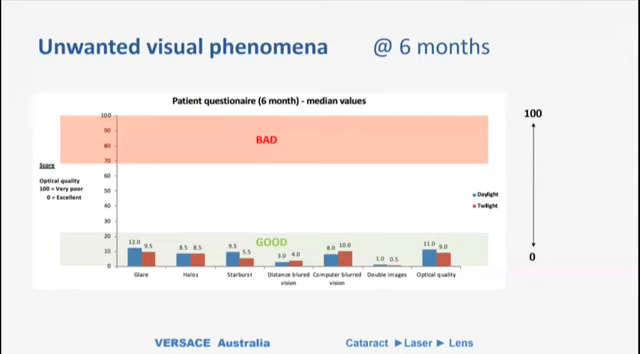 Unwanted visual phenomena @ 6 months
Patient questionaire (6 month) - median values
100
90
80
70
60
50
40
30
20
10
0
BAD
GOOD
Score
Optical quality
100 = Very poor
0 = Excellent
12.0 9.5
8.5 8.5
9.5 5.5
3.0 4.0
8.0 10.0
1.0 0.5
11.0 9.0
Glare
Halos
Starburst
Distance blured
vision
Computer blurred
vision
Double images
Optical quality
Daylight
Twilight
100
0
VERSACE Australia
Cataract ►Laser ► Lens